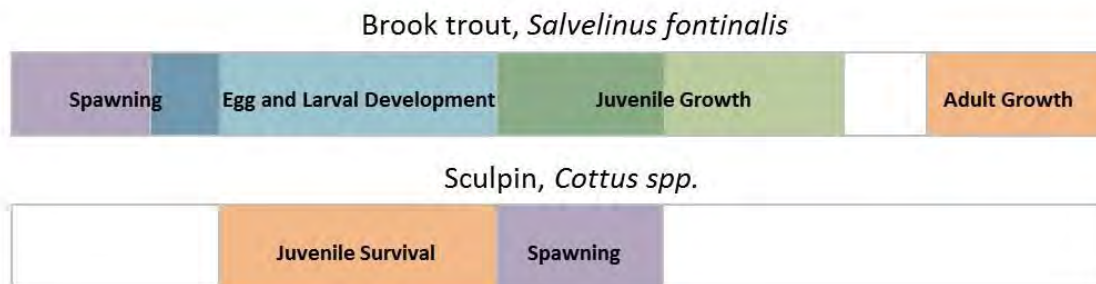 Brook trout, Salvelinus fontinalis
Spawning Egg and Larval Development Juvenile Growth Adult Growth
Sculpin, Cottus spp.
Juvenile Survival Spawning